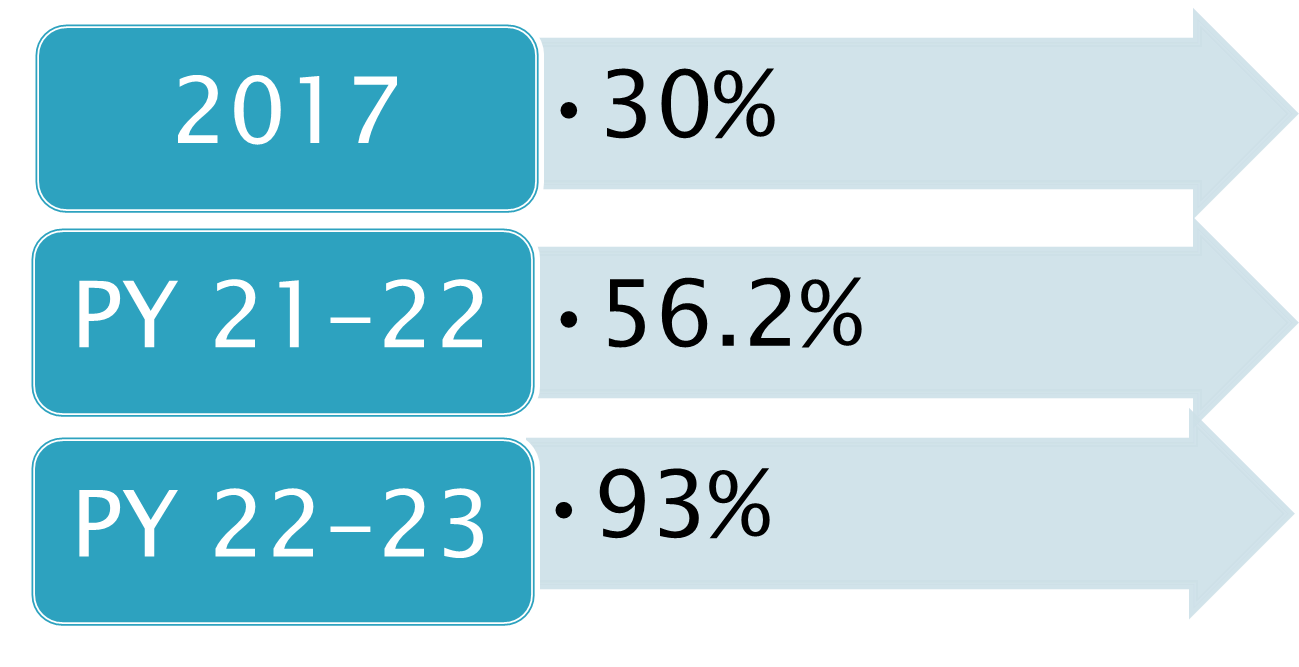 2017
• 30%
PY 21-22
• 56.2%
PY 22-23
• 93%